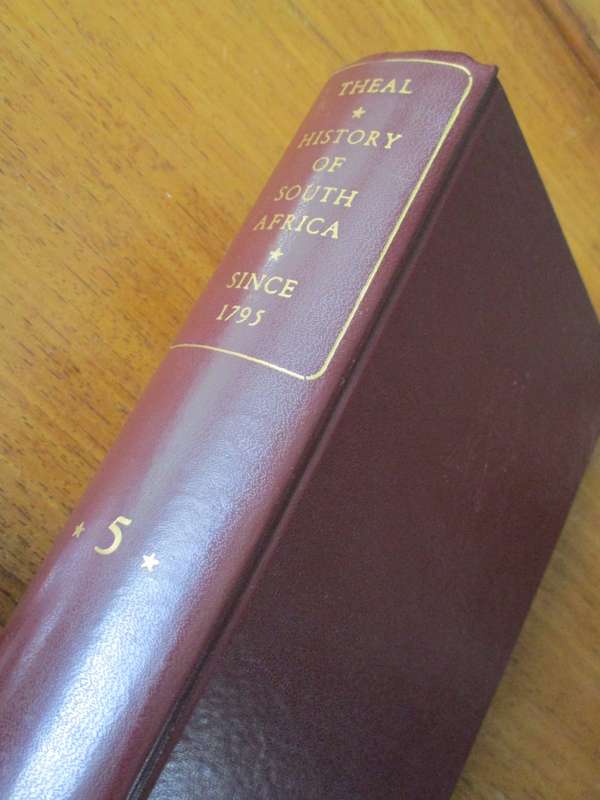 THEAL
HISTORY
OF
SOUTH
AFRICA
SINCE
1795
5